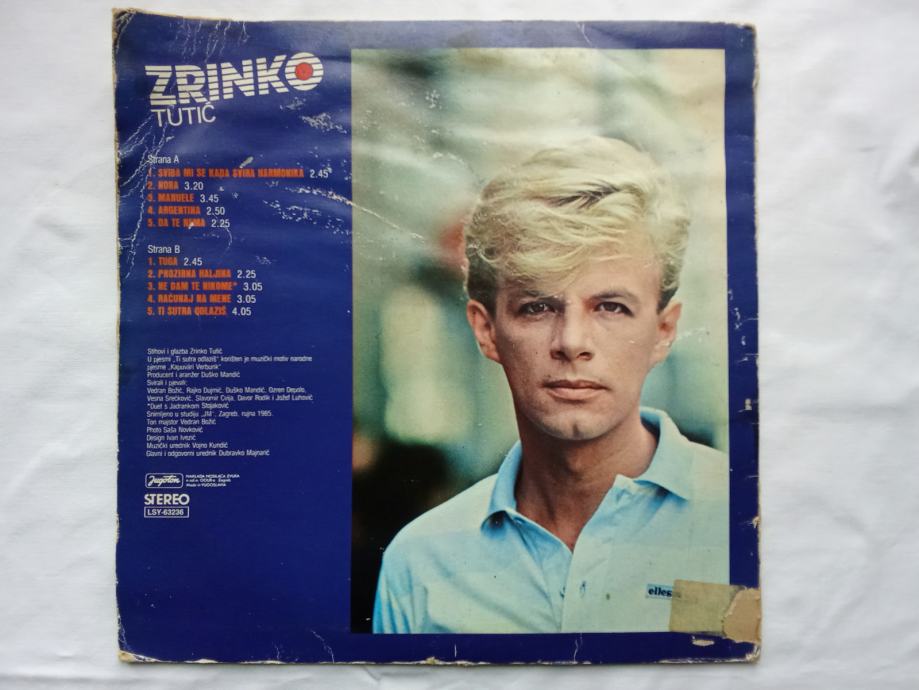 ZRINKO
TUTIĆ
Strana A
1. SVIĐA MI SE KADA SVIRA HARMONIKA 2.45
2. NORA 3.20
3. MANUELE 3.45
4. ARGENTINA 2.50
5. DA TE NEMA 2.25
Strana B
1. TUGA 2.45
2. PROZIRNA HALJINA 2.25
3. NE DAM TE NIKOME* 3.05
4. RAČUNAJ NA MENE 3.05
5. TI SUTRA ODLAZIŠ 4.05
Stihovi i glazba Zrinko Tutić
U pjesmi „Ti sutra odlaziš" korišten je muzički motiv narodne
pjesme „Kapuvári Verbunk"
Producent i aranžer Duško Mandić
Svirali i pjevali:
Vedran Božić, Rajko Dujmić, Duško Mandić, Ozren Depolo,
Vesna Srećković, Slavomir Cvija, Davor Rodik i Jožef Luhović
*Duet s Jadrankom Stojaković
Snimljeno u studiju „JM", Zagreb, rujna 1985.
Ton majstor Vedran Božić
Photo Saša Novković
Design Ivan Ivezić
Muzički urednik Vojno Kundić
Glavni i odgovorni urednik Dubravko Majnarić
Jugoton
NAKLADA NOSILACA ZVUKA
Zagreb
Made in YUGOSLAVIA
STEREO
LSY-63236